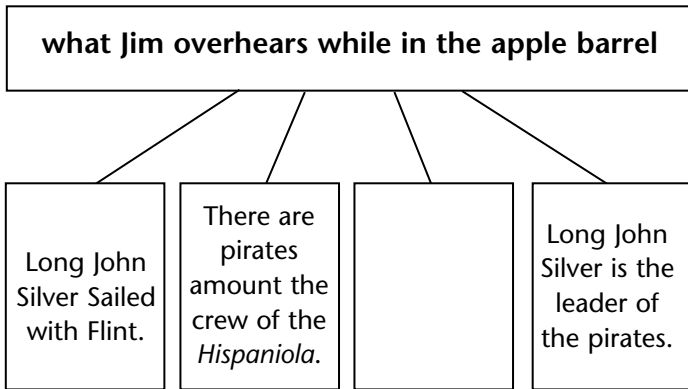 what Jim overhears while in the apple barrel
Long John
Silver Sailed
with Flint.
There are
pirates
amount the
crew of the
Hispaniola.
Long John
Silver is the
leader of
the pirates.